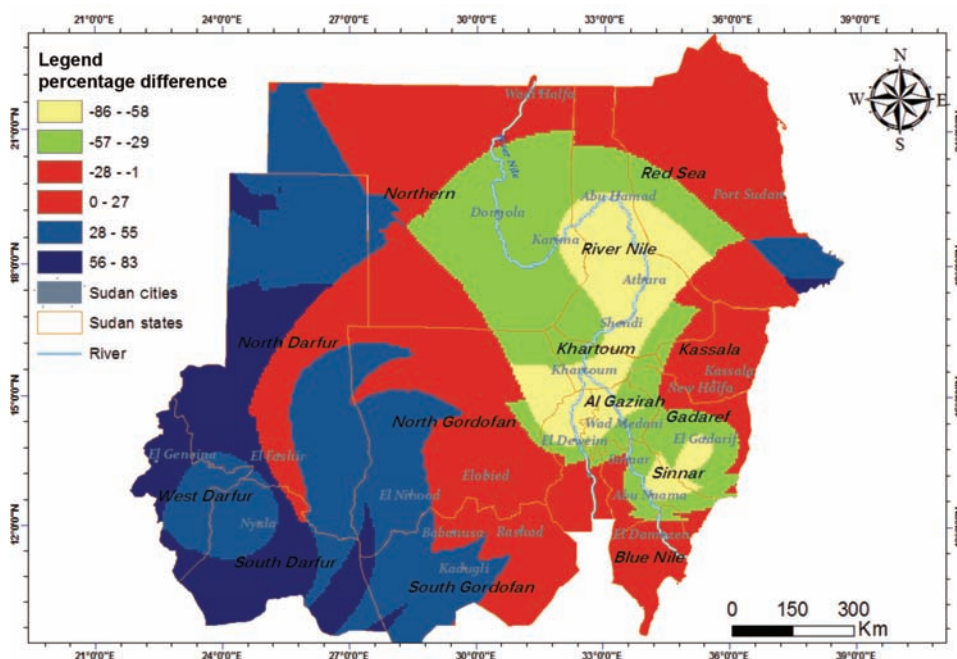 21°0'0"E 24°0'0"E 27°0'0"E 30°0'0"E 33°0'0"E 36°0'0"E 39°0'0"E
Legend
percentage difference
-86 - -58
-57 - -29
-28 - -1
0 - 27
28 - 55
56 - 83
Sudan cities
Sudan states
River
N
W E
S
21°0'0"N
18°0'0"N
15°0'0"N
12°0'0"N
Wadi Halfa
River Nile
Red Sea
Northern
Port Sudan
Abu Hamad
Dongola
Karima
River Nile
Atbara
Shendi
North Darfur
Khartoum
Kassala
Khartoum
Kassala
New Halfa
Al Gazirah
Gadaref
North Gordofan
Wad Medani
El Deweim
El Gadarif
El Geneina
El Fashir
Sinnar
Elobied
West Darfur
El Nihood
Abu Naama
Nyala
Babanusa
Rashad
El Damazen
South Darfur
Blue Nile
Kadugli
South Gordofan
0 150 300
Km
21°0'0"E 24°0'0"E 27°0'0"E 30°0'0"E 33°0'0"E 36°0'0"E 39°0'0"E